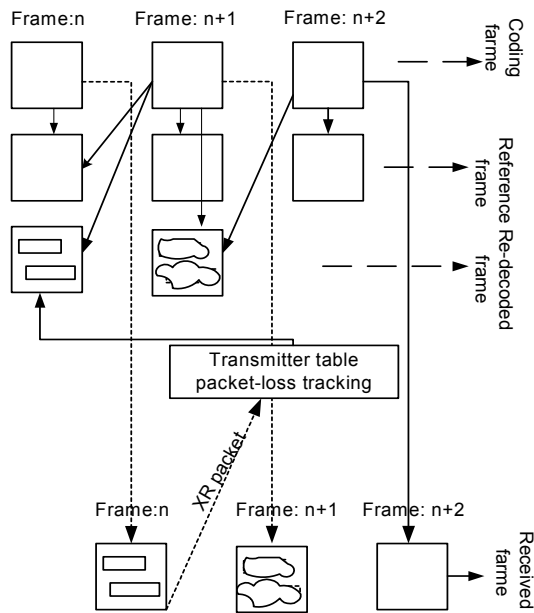 Frame:n
Frame: n+1
Frame: n+2
Coding
farme
Reference
frame
Re-decoded
frame
Transmitter table
packet-loss tracking
XR packet
Frame:n
Frame: n+1
Frame: n+2
Received
farme